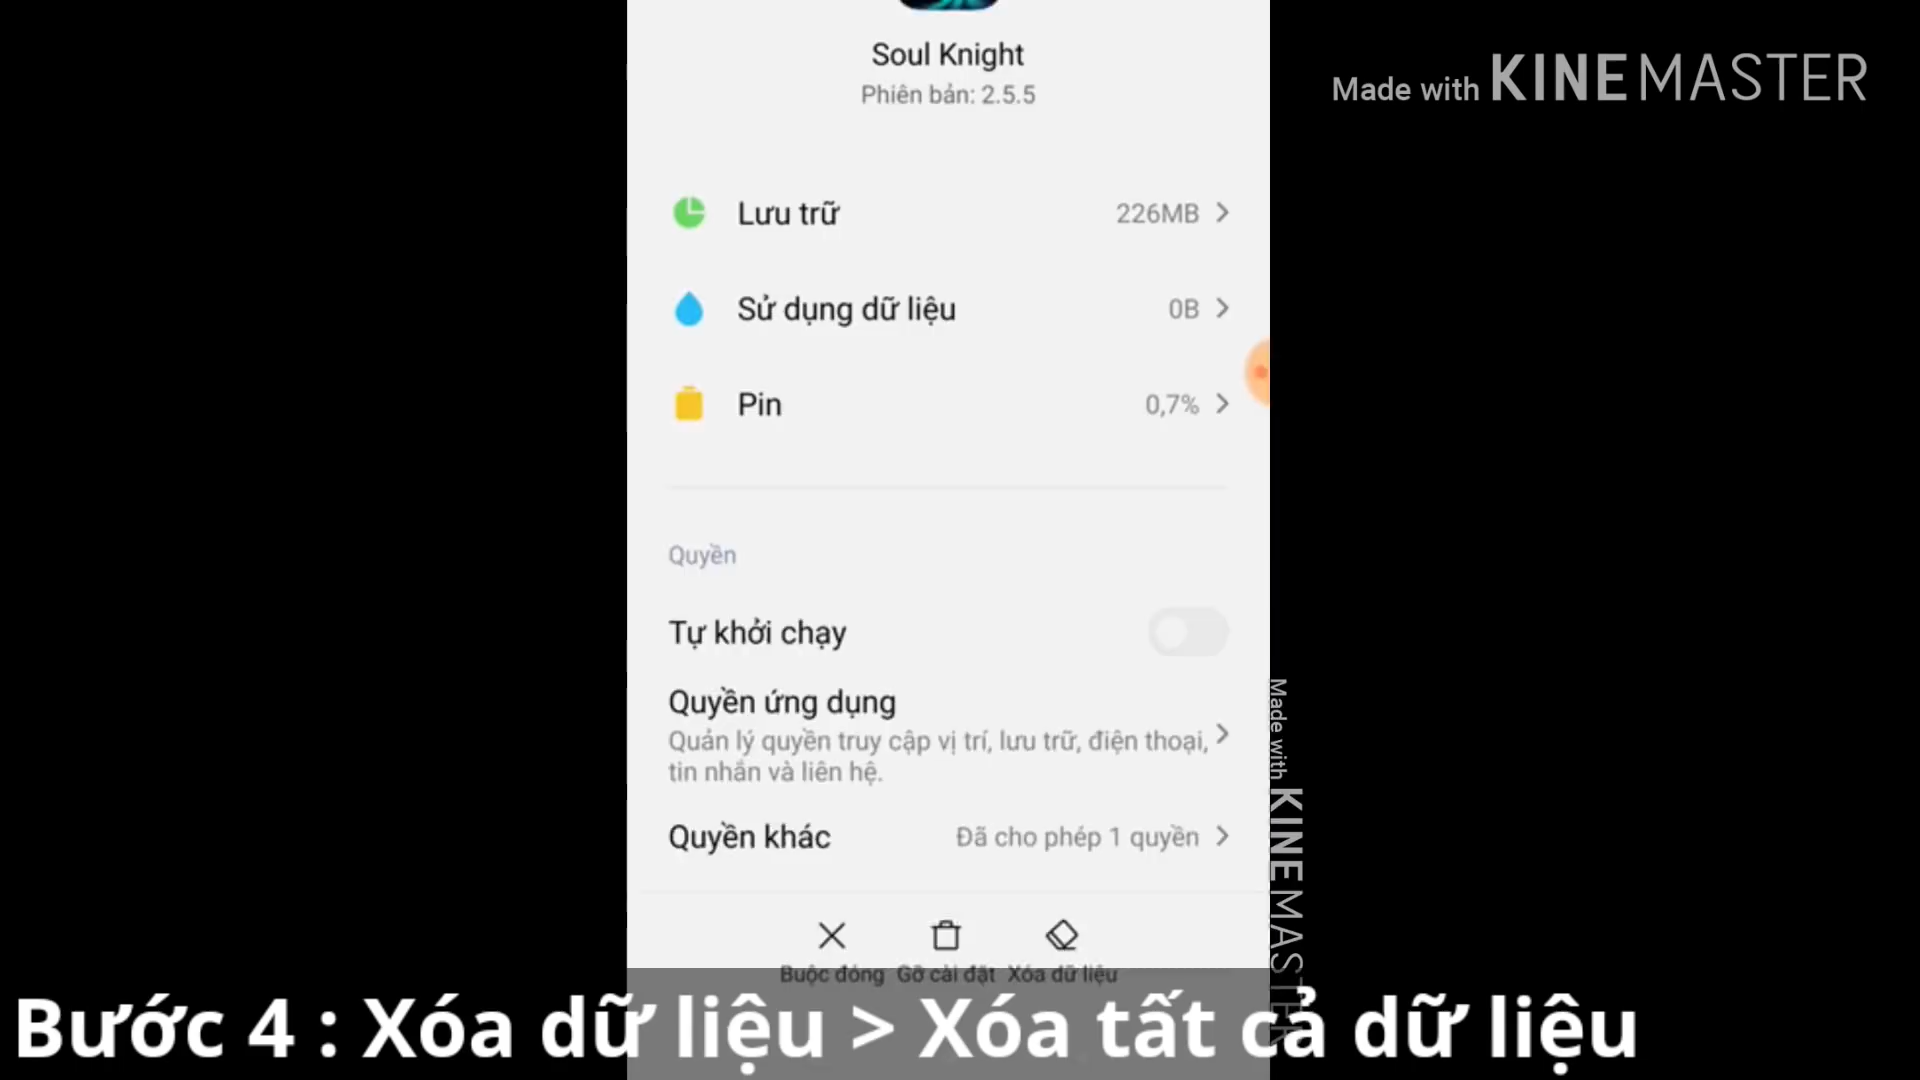 Soul Knight
Phiên bản: 2.5.5
Made with KINEMASTER
Lưu trữ 226MB
Sử dụng dữ liệu 0B
Pin 0,7%
Quyền
Tự khởi chạy
Quyền ứng dụng
Quản lý quyền truy cập vị trí, lưu trữ, điện thoại,
tin nhắn và liên hệ.
Quyền khác Đã cho phép 1 quyền
Made with KINEMASTER
Buộc đóng Gỡ cài đặt Xóa dữ liệu
Bước 4 : Xóa dữ liệu > Xóa tất cả dữ liệu